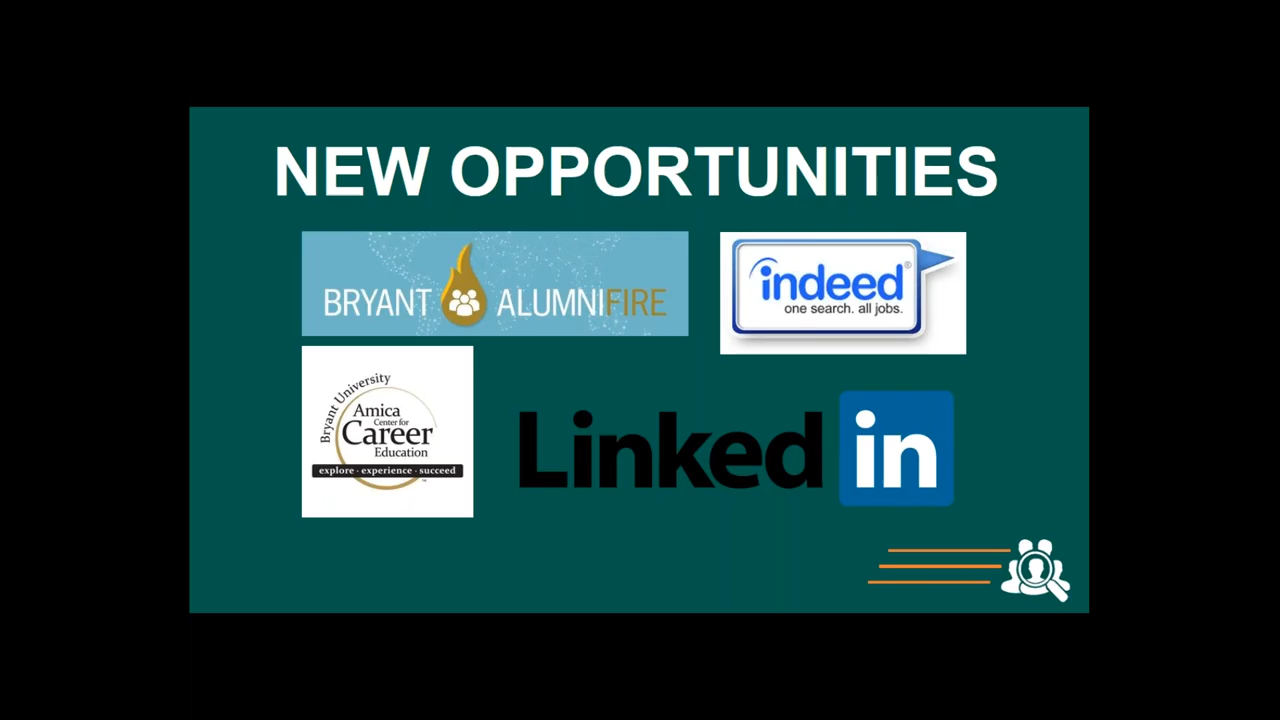 NEW OPPORTUNITIES
BRYANT ALUMNIFIRE
indeed®
one search. all jobs.
Bryant University
Amica
Center for
Career
Education
explore · experience · succeed
™
Linked in